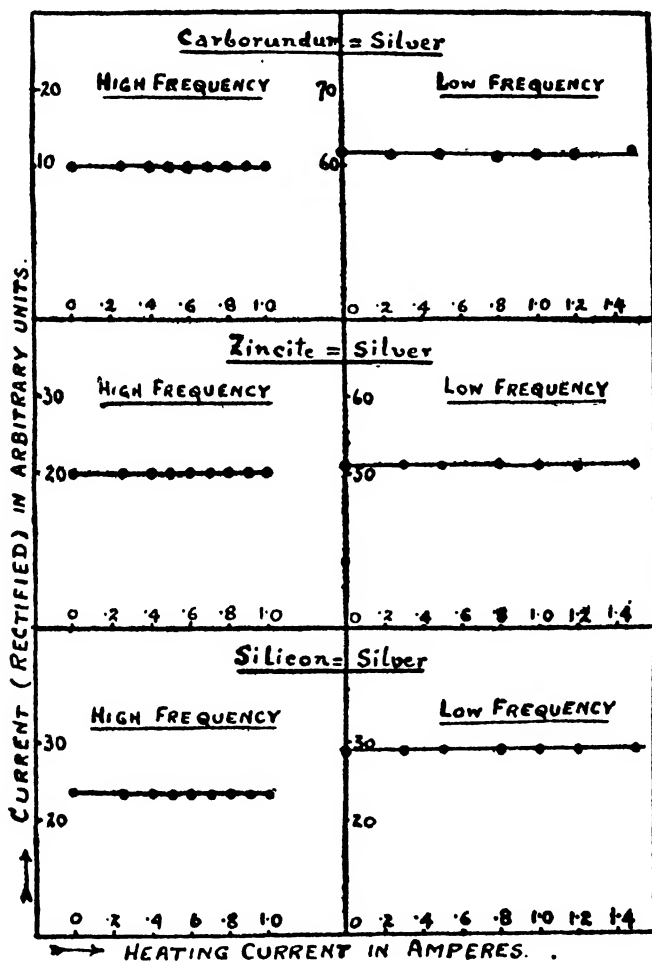 Carborundum = Silver
HIGH FREQUENCY
LOW FREQUENCY
20
70
10
60
0 .2 .4 .6 .8 1.0
0 .2 .4 .6 .8 1.0 1.2 1.4
Zincite = Silver
HIGH FREQUENCY
LOW FREQUENCY
30
60
20
50
0 .2 .4 .6 .8 1.0
0 .2 .4 .6 .8 1.0 1.2 1.4
Silicon = Silver
HIGH FREQUENCY
LOW FREQUENCY
30
30
20
20
0 .2 .4 .6 .8 1.0
0 .2 .4 .6 .8 1.0 1.2 1.4
CURRENT (RECTIFIED) IN ARBITRARY UNITS.
HEATING CURRENT IN AMPERES.